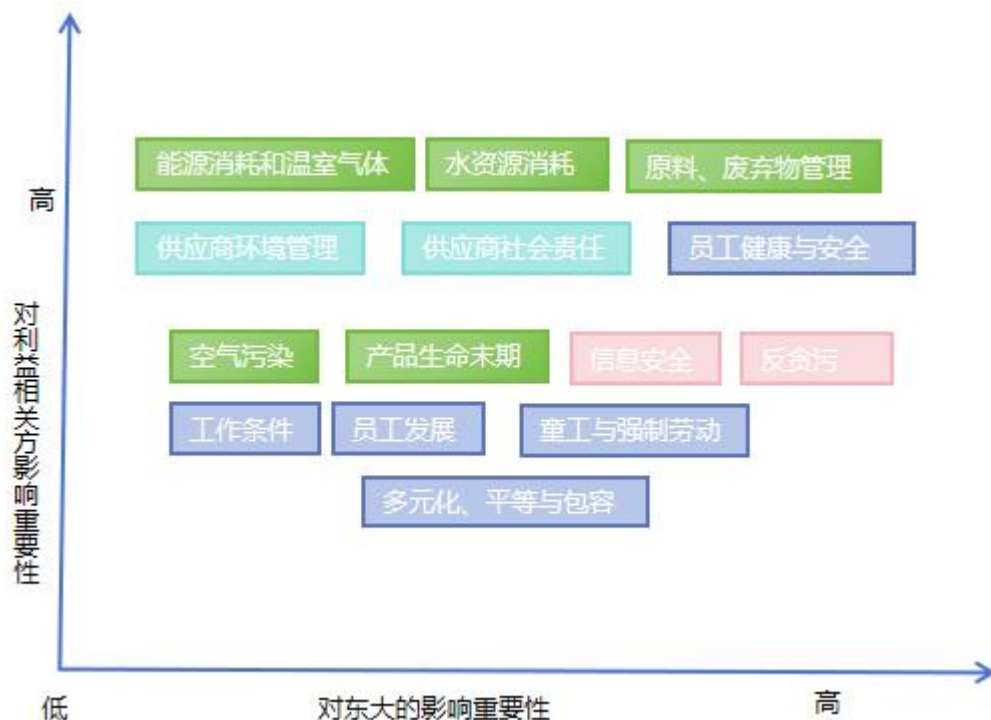 能源消耗和温室气体
水资源消耗
原料、废弃物管理
高
供应商环境管理
供应商社会责任
员工健康与安全
对利益相关方影响重要性
空气污染
产品生命末期
信息安全
反贪污
工作条件
员工发展
童工与强制劳动
多元化、平等与包容
低
对东大的影响重要性
高